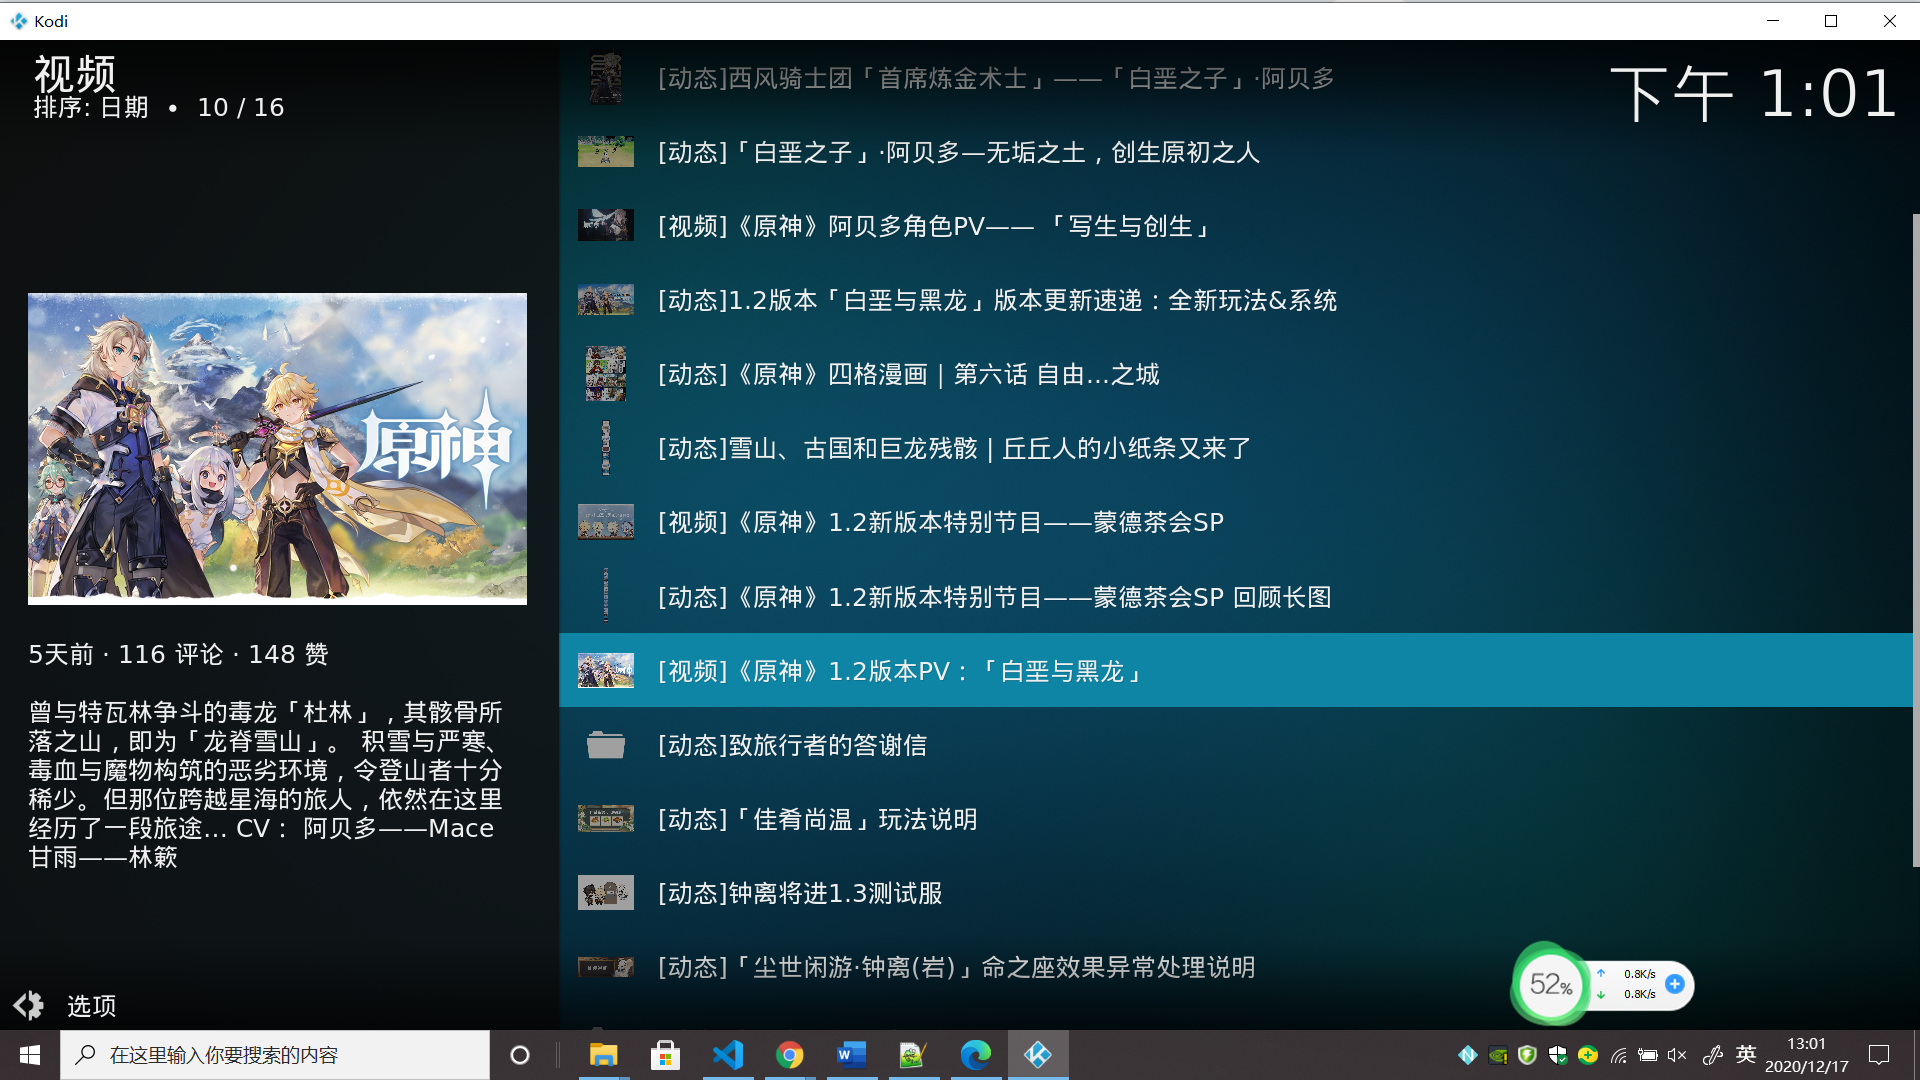 Kodi
视频
排序: 日期 • 10 / 16
下午 1:01
[动态]西风骑士团「首席炼金术士」——「白垩之子」·阿贝多
[动态]「白垩之子」·阿贝多—无垢之土，创生原初之人
[视频]《原神》阿贝多角色PV—— 「写生与创生」
[动态]1.2版本「白垩与黑龙」版本更新速递：全新玩法&系统
[动态]《原神》四格漫画 | 第六话 自由...之城
[动态]雪山、古国和巨龙残骸 | 丘丘人的小纸条又来了
[视频]《原神》1.2新版本特别节目——蒙德茶会SP
[动态]《原神》1.2新版本特别节目——蒙德茶会SP 回顾长图
[视频]《原神》1.2版本PV：「白垩与黑龙」
[动态]致旅行者的答谢信
[动态]「佳肴尚温」玩法说明
[动态]钟离将进1.3测试服
[动态]「尘世闲游·钟离(岩)」命之座效果异常处理说明
原神
5天前 · 116 评论 · 148 赞
曾与特瓦林争斗的毒龙「杜林」，其骸骨所
落之山，即为「龙脊雪山」。 积雪与严寒、
毒血与魔物构筑的恶劣环境，令登山者十分
稀少。但那位跨越星海的旅人，依然在这里
经历了一段旅途... CV： 阿贝多——Mace
甘雨——林簌
选项
52%
0.8K/s
0.8K/s
在这里输入你要搜索的内容
英
13:01
2020/12/17